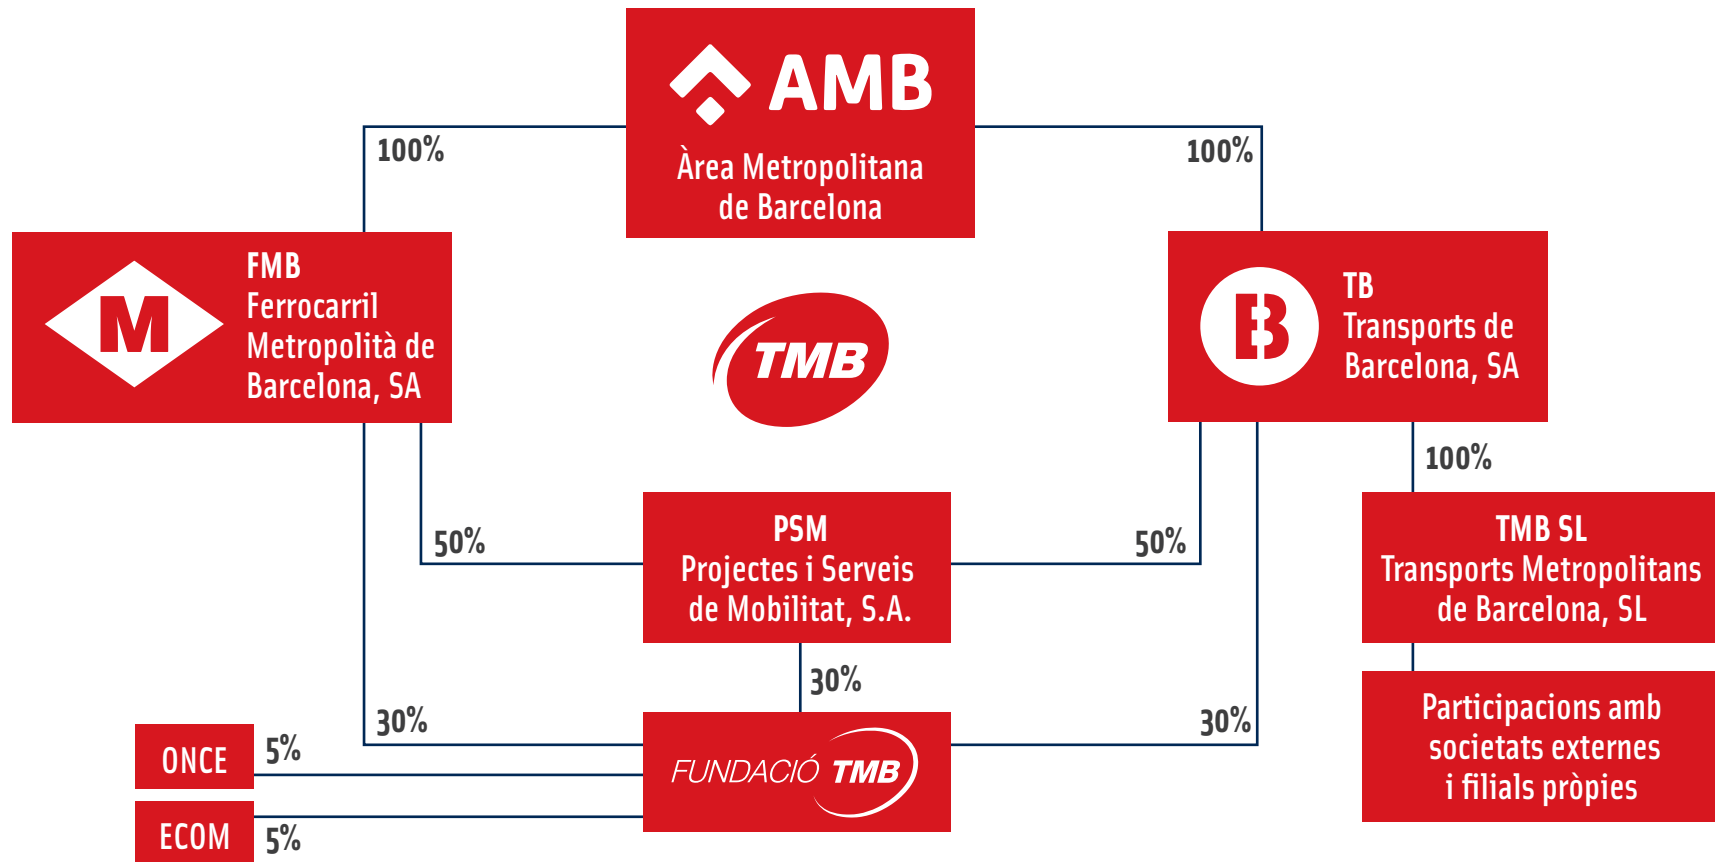 AMB
Àrea Metropolitana
de Barcelona
100%
100%
M
FMB
Ferrocarril
Metropolità de
Barcelona, SA
TMB
B
TB
Transports de
Barcelona, SA
100%
50%
PSM
Projectes i Serveis
de Mobilitat, S.A.
50%
TMB SL
Transports Metropolitans
de Barcelona, SL
30%
30%
30%
ONCE
5%
FUNDACIÓ TMB
ECOM
5%
Participacions amb
societats externes
i filials pròpies